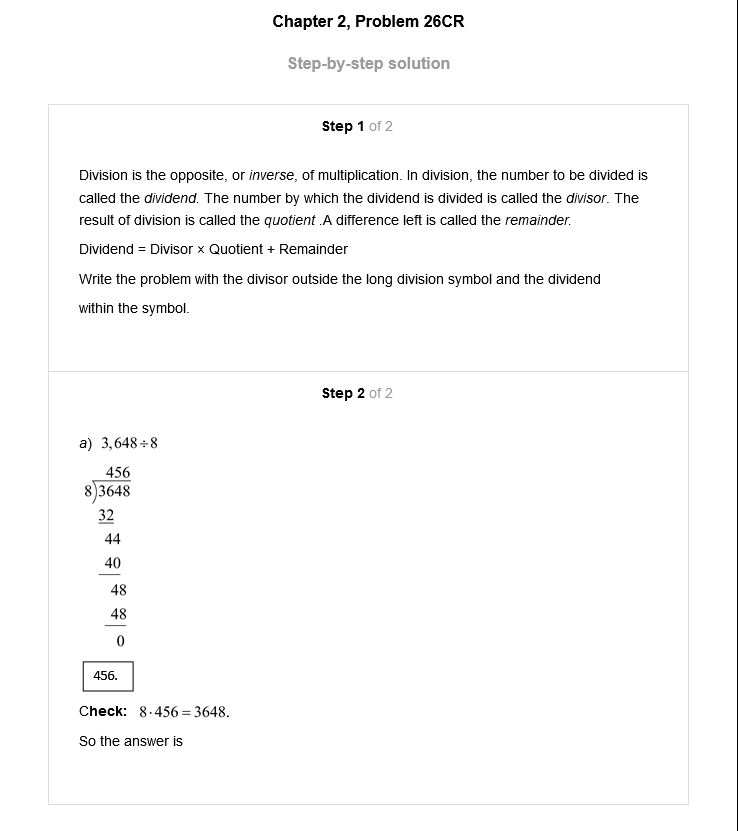 Chapter 2, Problem 26CR
Step-by-step solution
Step 1 of 2
Division is the opposite, or inverse, of multiplication. In division, the number to be divided is
called the dividend. The number by which the dividend is divided is called the divisor. The
result of division is called the quotient .A difference left is called the remainder.
Dividend = Divisor × Quotient + Remainder
Write the problem with the divisor outside the long division symbol and the dividend
within the symbol.
Step 2 of 2
a) 3,648÷8
456
8)3648
32
44
40
48
48
0
456.
Check: 8·456=3648.
So the answer is